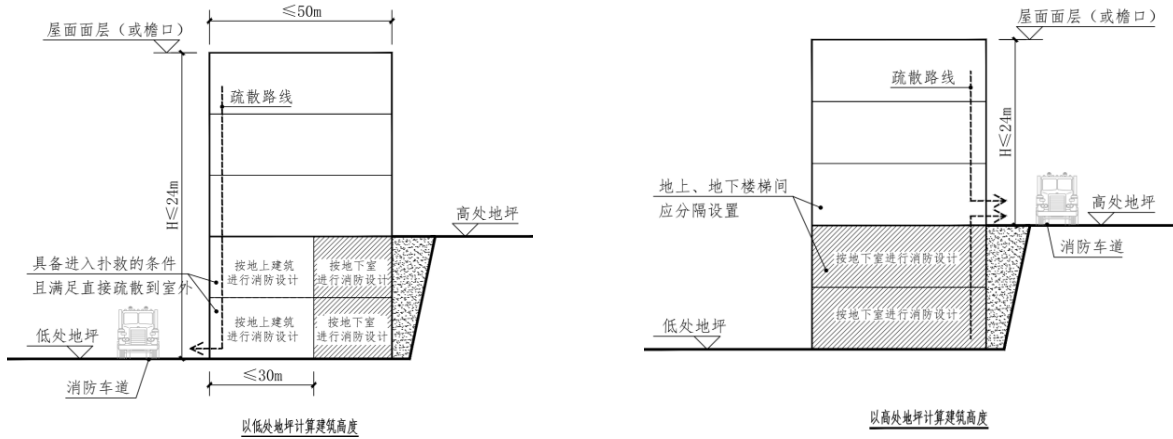 ≤50m
屋面面层（或檐口）
疏散路线
H≤24m
高处地坪
具备进入扑救的条件
且满足直接疏散到室外
按地上建筑
进行消防设计
按地下室
进行消防设计
按地上建筑
进行消防设计
按地下室
进行消防设计
低处地坪
消防车道
≤30m
以低处地坪计算建筑高度
屋面面层（或檐口）
疏散路线
H≤24m
地上、地下楼梯间
应分隔设置
高处地坪
消防车道
按地下室进行消防设计
按地下室进行消防设计
低处地坪
以高处地坪计算建筑高度